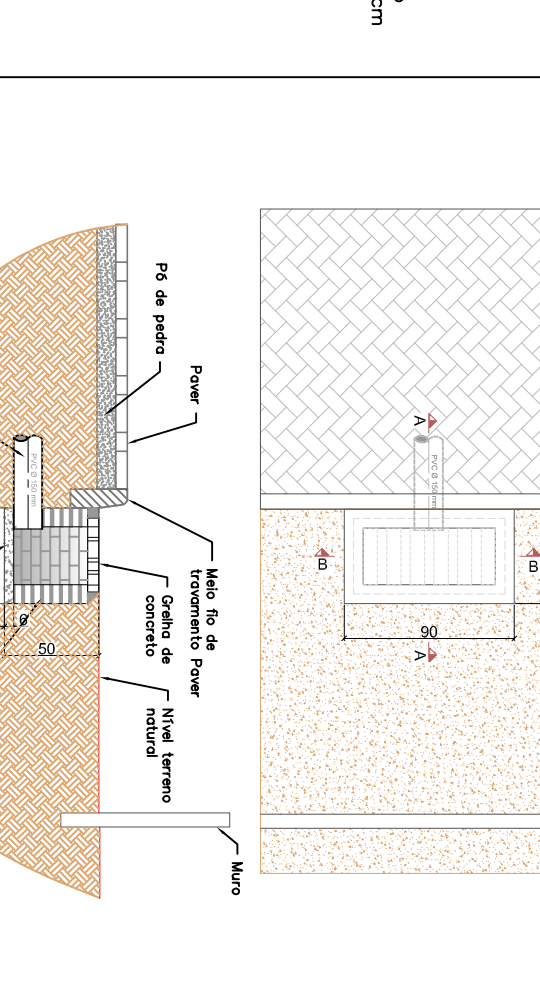 cm
Pó de pedra
Paver
PVC Ø 150 mm
Meio fio de
travamento Paver
Grelha de
concreto
6
50
Nível terreno
natural
Muro
A
PVC Ø 150 mm
B
B
90
A